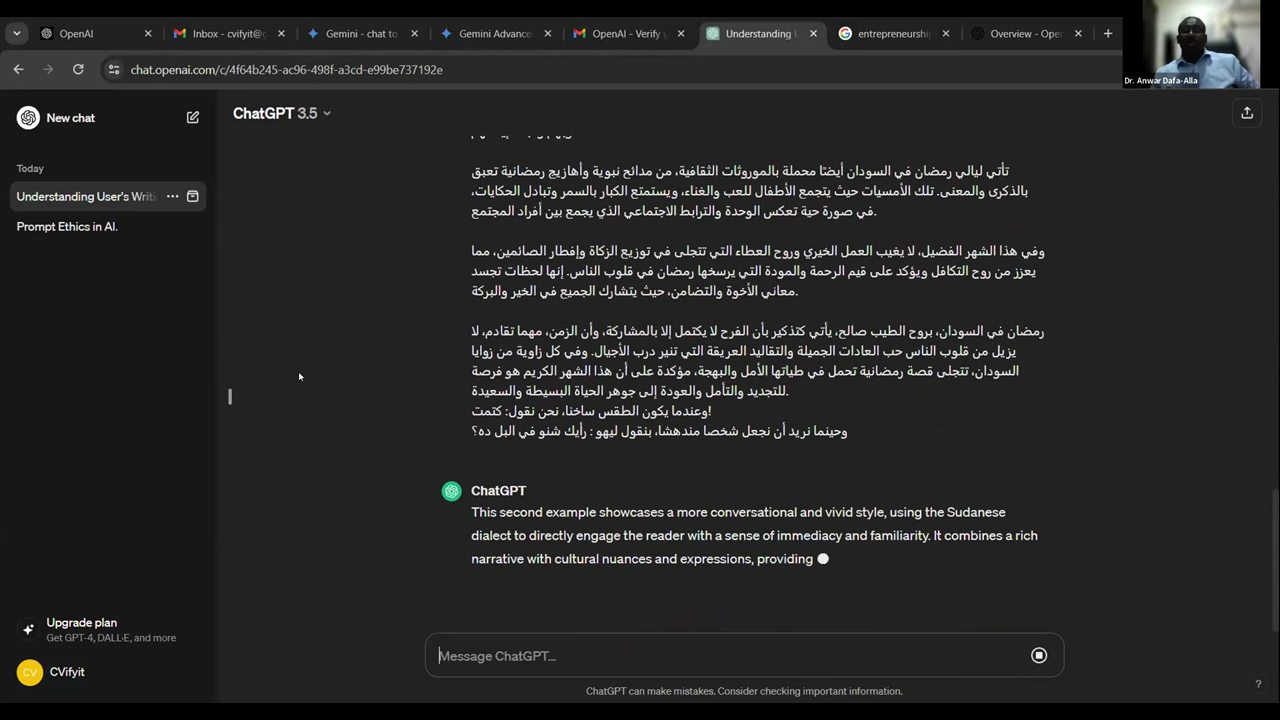 OpenAI
Inbox - cvifyit@g
Gemini - chat to
Gemini Advance
OpenAI - Verify y
Understanding U
entrepreneurship
Overview - Open
chat.openai.com/c/4f64b245-ac96-498f-a3cd-e99be737192e
Dr. Anwar Dafa-Alla
New chat
ChatGPT 3.5
Today
Understanding User's Writi
Prompt Ethics in AI.
تأتي ليالي رمضان في السودان أيضًا محملة بالموروثات الثقافية، من مدائح نبوية وأهازيج رمضانية تعبق
بالذكرى والمعنى. تلك الأمسيات حيث يتجمع الأطفال للعب والغناء، ويستمتع الكبار بالسمر وتبادل الحكايات،
في صورة حية تعكس الوحدة والترابط الاجتماعي الذي يجمع بين أفراد المجتمع.
وفي هذا الشهر الفضيل، لا يغيب العمل الخيري وروح العطاء التي تتجلى في توزيع الزكاة وإفطار الصائمين، مما
يعزز من روح التكافل ويؤكد على قيم الرحمة والمودة التي يرسخها رمضان في قلوب الناس. إنها لحظات تجسد
معاني الأخوة والتضامن، حيث يتشارك الجميع في الخير والبركة.
رمضان في السودان، بروح الطيب صالح، يأتي كتذكير بأن الفرح لا يكتمل إلا بالمشاركة، وأن الزمن، مهما تقادم، لا
يزيل من قلوب الناس حب العادات الجميلة والتقاليد العريقة التي تنير درب الأجيال. وفي كل زاوية من زوايا
السودان، تتجلى قصة رمضانية تحمل في طياتها الأمل والبهجة، مؤكدة على أن هذا الشهر الكريم هو فرصة
للتجديد والتأمل والعودة إلى جوهر الحياة البسيطة والسعيدة.
وعندما يكون الطقس ساخنا، نحن نقول: كتمت!
وحينما نريد أن نجعل شخصا مندهشا، بنقول ليهو : رأيك شنو في البل ده؟
ChatGPT
This second example showcases a more conversational and vivid style, using the Sudanese
dialect to directly engage the reader with a sense of immediacy and familiarity. It combines a rich
narrative with cultural nuances and expressions, providing
Upgrade plan
Get GPT-4, DALL·E, and more
CV CVifyit
Message ChatGPT...
ChatGPT can make mistakes. Consider checking important information.
?